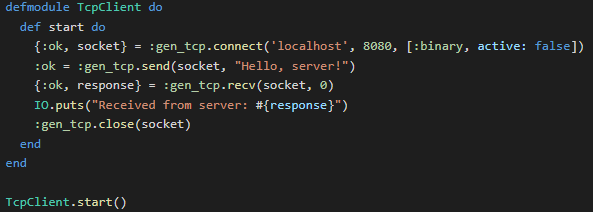 defmodule TcpClient do
  def start do
    {:ok, socket} = :gen_tcp.connect('localhost', 8080, [:binary, active: false])
    :ok = :gen_tcp.send(socket, "Hello, server!")
    {:ok, response} = :gen_tcp.recv(socket, 0)
    IO.puts("Received from server: #{response}")
    :gen_tcp.close(socket)
  end
end

TcpClient.start()